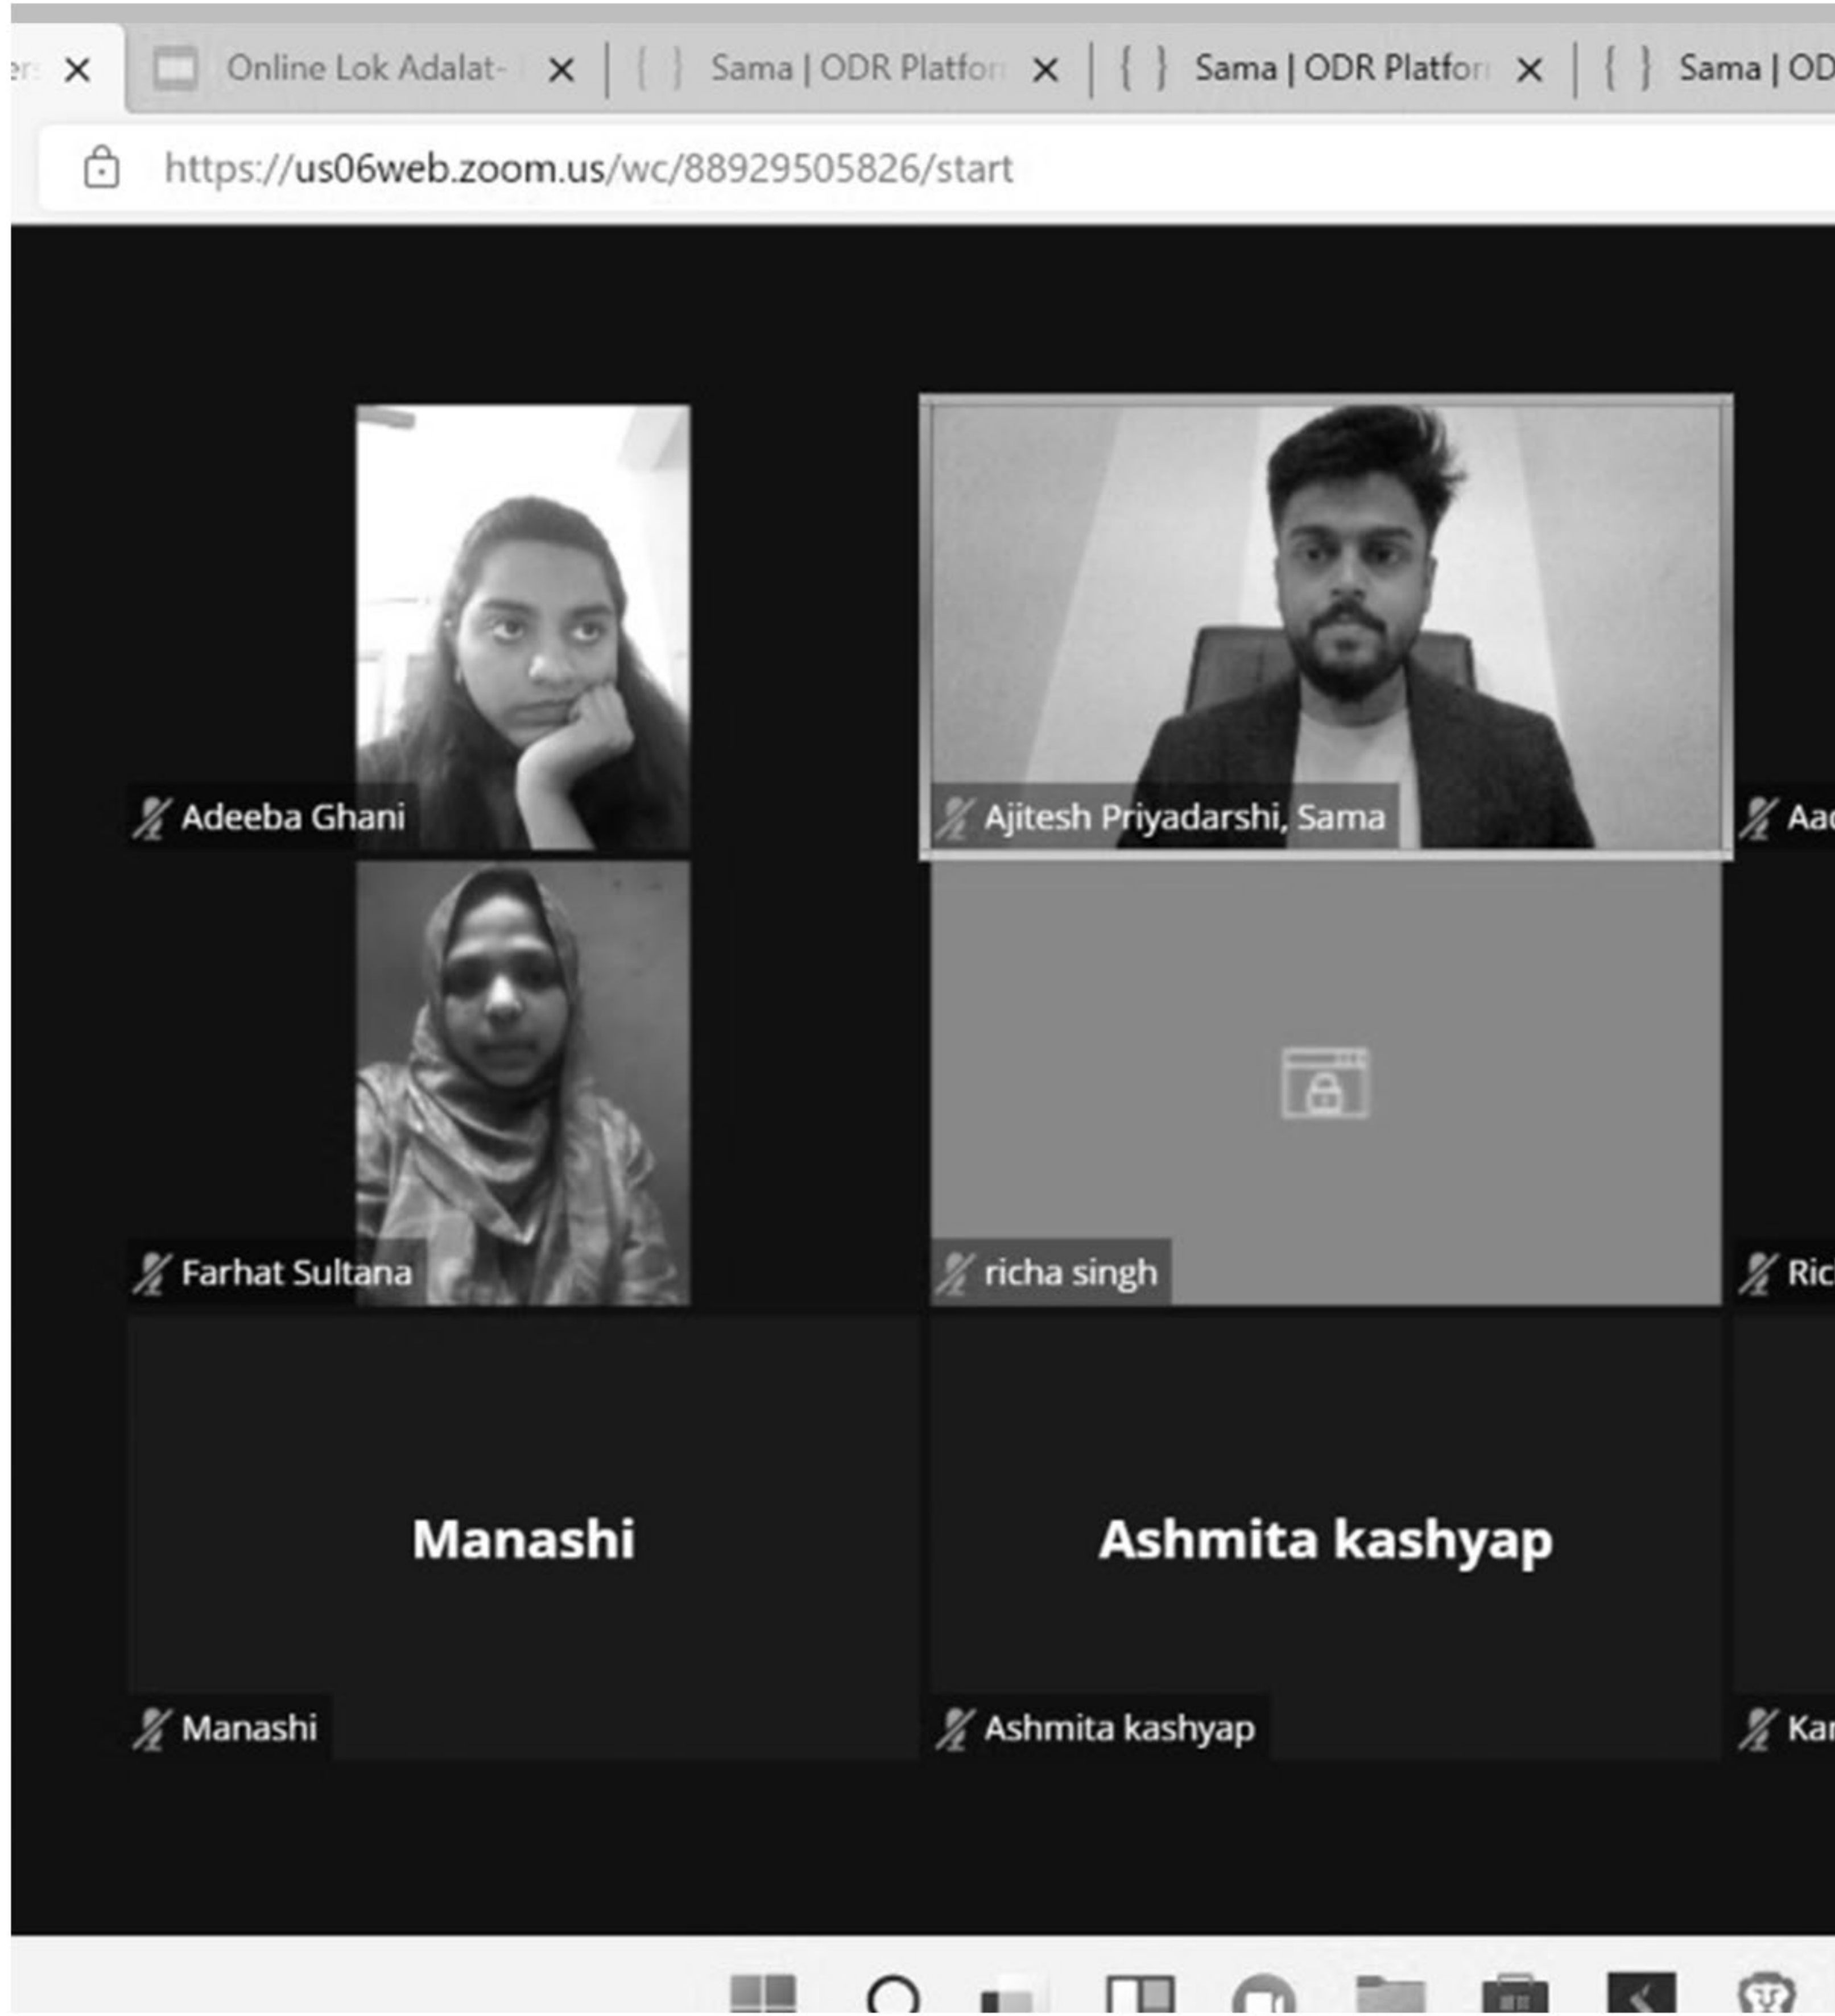 Online Lok Adalat- { } Sama | ODR Platfor { } Sama | ODR Platfor { } Sama | OD
https://us06web.zoom.us/wc/88929505826/start
Adeeba Ghani
Ajitesh Priyadarshi, Sama
Farhat Sultana
richa singh
Manashi
Ashmita kashyap
Manashi
Ashmita kashyap